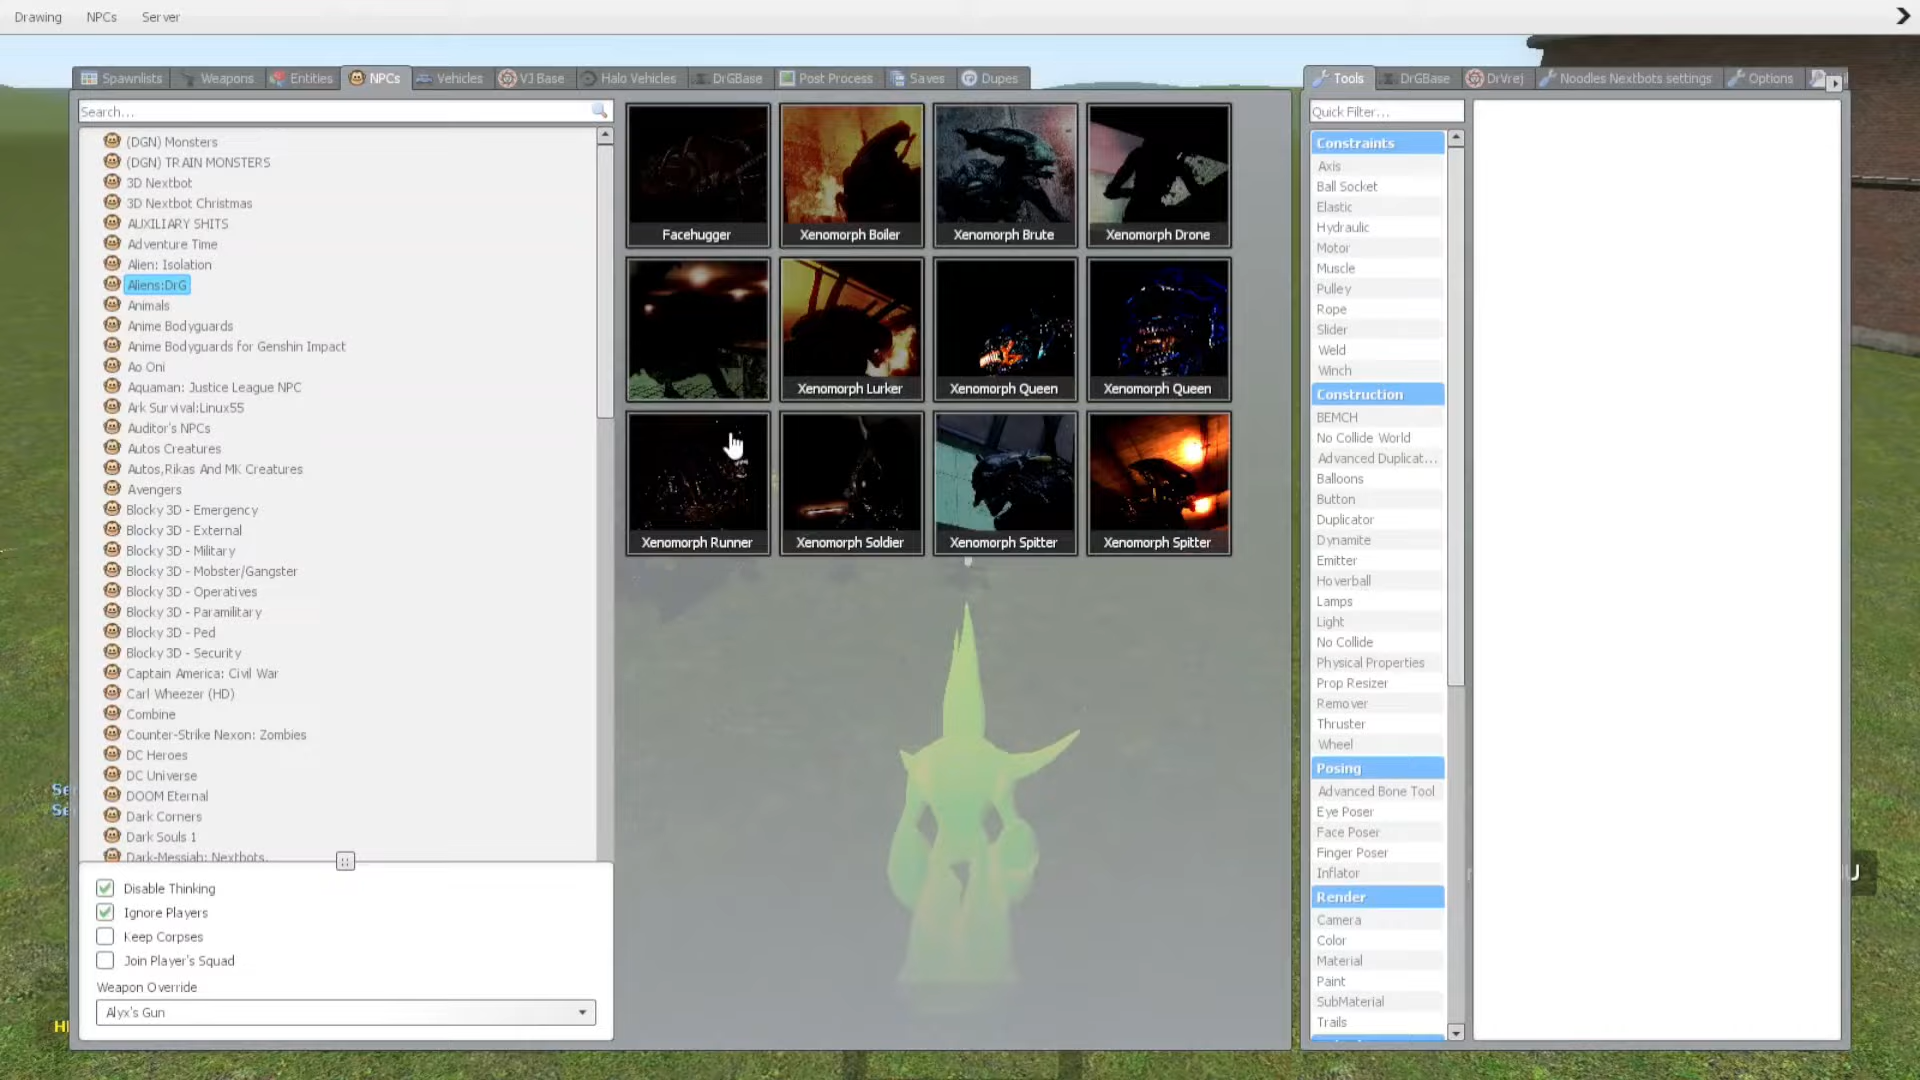 Drawing NPCs Server
Spawnlists Weapons Entities NPCs Vehicles VJ Base Halo Vehicles DrGBase Post Process Saves Dupes
Search...
(DGN) Monsters
(DGN) TRAIN MONSTERS
3D Nextbot
3D Nextbot Christmas
AUXILIARY SHITS
Adventure Time
Alien: Isolation
Aliens:DrG
Animals
Anime Bodyguards
Anime Bodyguards for Genshin Impact
Ao Oni
Aquaman: Justice League NPC
Ark Survival:Linux55
Auditor's NPCs
Autos Creatures
Autos,Rikas And MK Creatures
Avengers
Blocky 3D - Emergency
Blocky 3D - External
Blocky 3D - Military
Blocky 3D - Mobster/Gangster
Blocky 3D - Operatives
Blocky 3D - Paramilitary
Blocky 3D - Ped
Blocky 3D - Security
Captain America: Civil War
Carl Wheezer (HD)
Combine
Counter-Strike Nexon: Zombies
DC Heroes
DC Universe
DOOM Eternal
Dark Corners
Dark Souls 1
Dark-Messiah: Nextbots.
Disable Thinking
Ignore Players
Keep Corpses
Join Player's Squad
Weapon Override
Alyx's Gun
Facehugger Xenomorph Boiler Xenomorph Brute Xenomorph Drone
Xenomorph Lurker Xenomorph Queen Xenomorph Queen
Xenomorph Runner Xenomorph Soldier Xenomorph Spitter Xenomorph Spitter
Tools DrGBase DrVrej Noodles Nextbots settings Options
Quick Filter...
Constraints
Axis
Ball Socket
Elastic
Hydraulic
Motor
Muscle
Pulley
Rope
Slider
Weld
Winch
Construction
BEMCH
No Collide World
Advanced Duplicat...
Balloons
Button
Duplicator
Dynamite
Emitter
Hoverball
Lamps
Light
No Collide
Physical Properties
Prop Resizer
Remover
Thruster
Wheel
Posing
Advanced Bone Tool
Eye Poser
Face Poser
Finger Poser
Inflator
Render
Camera
Color
Material
Paint
SubMaterial
Trails